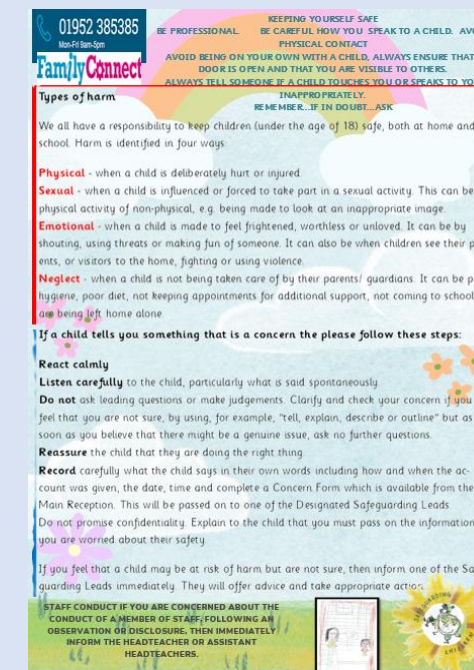 01952 385385
Mon-Fri 9am-5pm
FamilyConnect
KEEPING YOURSELF SAFE
BE PROFESSIONAL. BE CAREFUL HOW YOU SPEAK TO A CHILD. AVO
PHYSICAL CONTACT
AVOID BEING ON YOUR OWN WITH A CHILD, ALWAYS ENSURE THAT
DOOR IS OPEN AND THAT YOU ARE VISIBLE TO OTHERS.
ALWAYS TELL SOMEONE IF A CHILD TOUCHES YOU OR SPEAKS TO YO
INAPPROPRIATELY.
REMEMBER...IF IN DOUBT...ASK
Types of harm
We all have a responsibility to keep children (under the age of 18) safe, both at home and
school. Harm is identified in four ways:
Physical - when a child is deliberately hurt or injured.
Sexual - when a child is influenced or forced to take part in a sexual activity. This can be
physical activity of non-physical, e.g. being made to look at an inappropriate image.
Emotional - when a child is made to feel frightened, worthless or unloved. It can be by
shouting, using threats or making fun of someone. It can also be when children see their p
ents, or visitors to the home, fighting or using violence.
Neglect - when a child is not being taken care of by their parents/ guardians. It can be p
hygiene, poor diet, not keeping appointments for additional support, not coming to school
are being left home alone.
If a child tells you something that is a concern the please follow these steps:
React calmly
Listen carefully to the child, particularly what is said spontaneously.
Do not ask leading questions or make judgements. Clarify and check your concern if you
feel that you are not sure, by using, for example, "tell, explain, describe or outline" but as
soon as you believe that there might be a genuine issue, ask no further questions.
Reassure the child that they are doing the right thing.
Record carefully what the child says in their own words including how and when the ac-
count was given, the date, time and complete a Concern Form which is available from the
Main Reception. This will be passed on to one of the Designated Safeguarding Leads.
Do not promise confidentiality. Explain to the child that you must pass on the information
you are worried about their safety.
If you feel that a child may be at risk of harm but are not sure, then inform one of the Sa
guarding Leads immediately. They will offer advice and take appropriate action.
STAFF CONDUCT IF YOU ARE CONCERNED ABOUT THE
CONDUCT OF A MEMBER OF STAFF, FOLLOWING AN
OBSERVATION OR DISCLOSURE, THEN IMMEDIATELY
INFORM THE HEADTEACHER OR ASSISTANT
HEADTEACHERS.
SAFEGUARDING